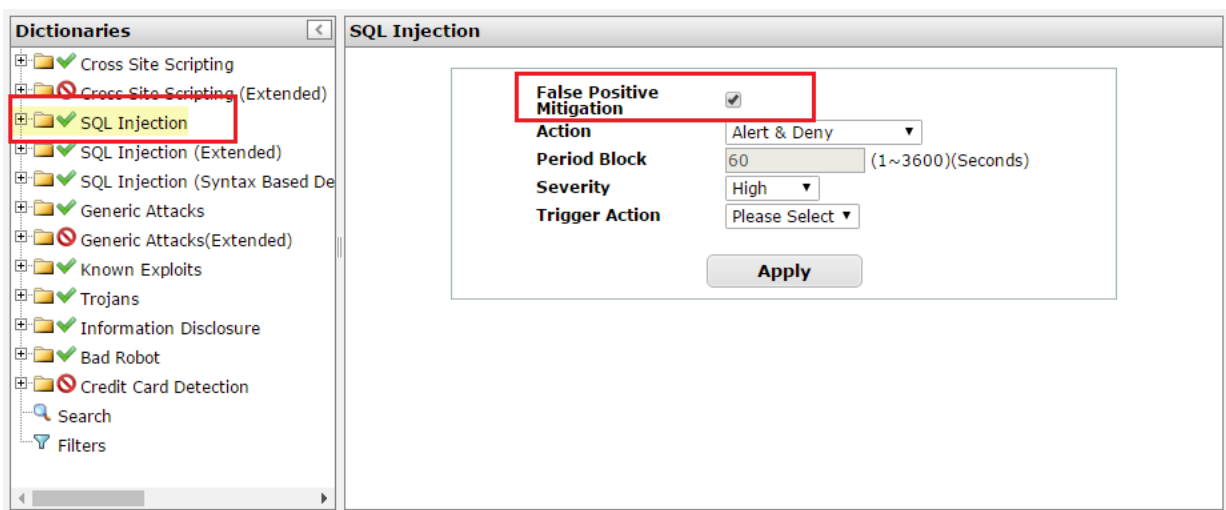 Dictionaries
Cross Site Scripting
Cross Site Scripting (Extended)
SQL Injection
SQL Injection (Extended)
SQL Injection (Syntax Based De
Generic Attacks
Generic Attacks(Extended)
Known Exploits
Trojans
Information Disclosure
Bad Robot
Credit Card Detection
Search
Filters
SQL Injection
False Positive
Mitigation
Action Alert & Deny
Period Block 60 (1~3600)(Seconds)
Severity High
Trigger Action Please Select
Apply